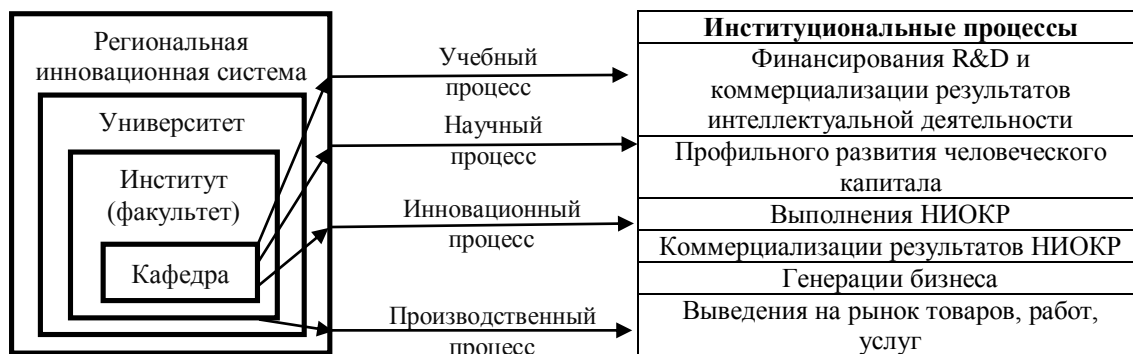 Региональная
инновационная система
Университет
Институт
(факультет)
Кафедра
Учебный
процесс
Научный
процесс
Инновационный
процесс
Производственный
процесс
Институциональные процессы
Финансирования R&D и
коммерциализации результатов
интеллектуальной деятельности
Профильного развития человеческого
капитала
Выполнения НИОКР
Коммерциализации результатов НИОКР
Генерации бизнеса
Выведения на рынок товаров, работ,
услуг